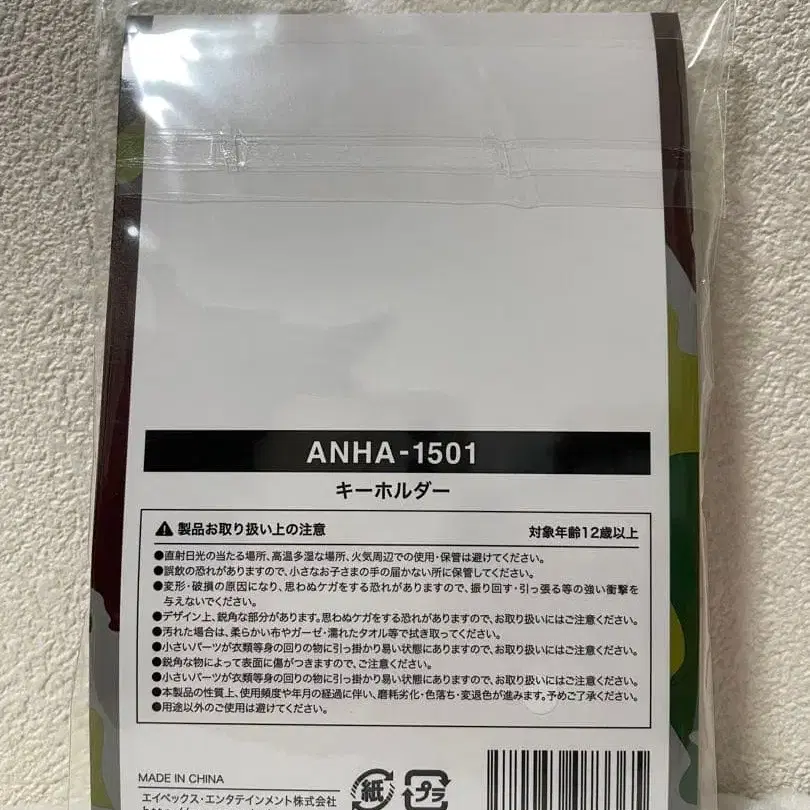 ANHA-1501
キーホルダー
⚠ 製品お取り扱い上の注意 対象年齢12歳以上
●直射日光の当たる場所、高温多湿な場所、火気周辺での使用・保管は避けてください。
●誤飲の恐れがありますので、小さなお子さまの手の届かない所に保管してください。
●変形・破損の原因になり、思わぬケガをする恐れがありますので、振り回す・引っ張る等の強い衝撃を
与えないでください。
●デザイン上、鋭角な部分があります。思わぬケガをする恐れがありますので、お取り扱いにはご注意ください。
●汚れた場合は、柔らかい布やガーゼ・濡れたタオル等で拭き取ってください。
●小さいパーツが衣類等身の回りの物に引っ掛かり易い状態にありますので、お取り扱いにはご注意ください。
●鋭角な物によって表面に傷がつきますので、ご注意ください。
●小さいパーツが衣類等身の回りの物に引っ掛かり易い状態にありますので、お取り扱いにはご注意ください。
●本製品の性質上、使用頻度や年月の経過に伴い、磨耗劣化・色落ち・変退色が進みます。予めご了承ください。
●用途以外のご使用は避けてください。
MADE IN CHINA
エイベックス・エンタテインメント株式会社
紙 プラ